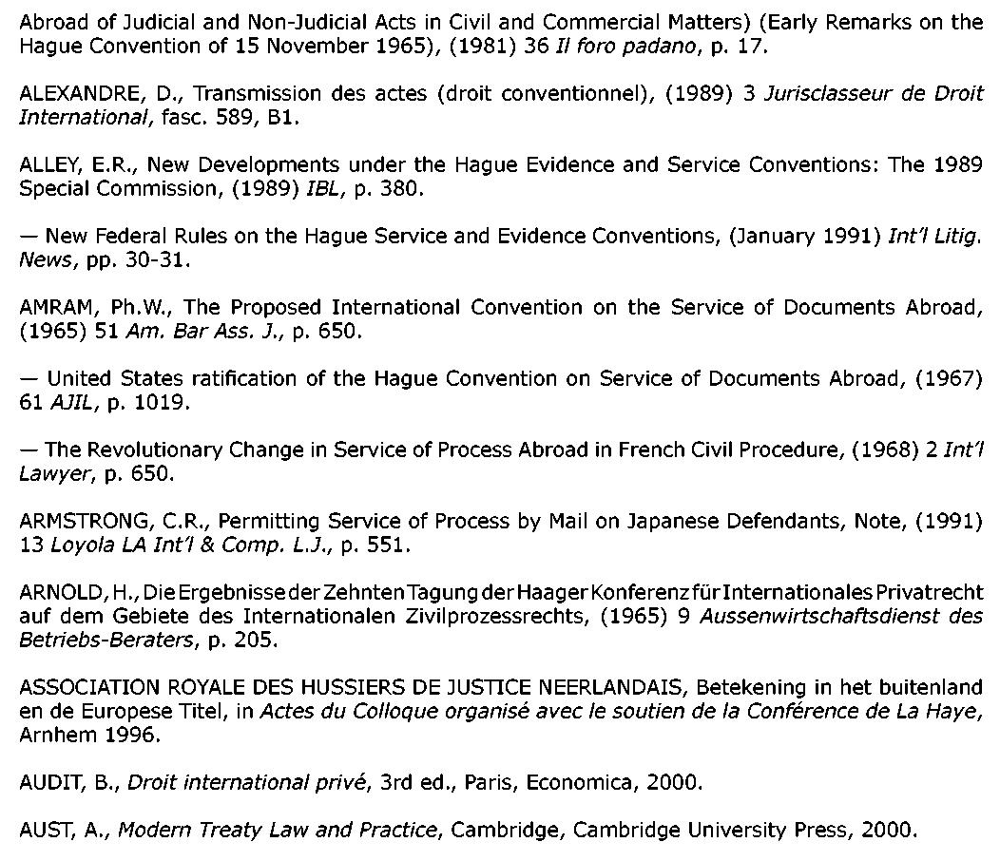 Abroad of Judicial and Non-Judicial Acts in Civil and Commercial Matters) (Early Remarks on the
Hague Convention of 15 November 1965), (1981) 36 Il foro padano, p. 17.
ALEXANDRE, D., Transmission des actes (droit conventionnel), (1989) 3 Jurisclasseur de Droit
International, fasc. 589, B1.
ALLEY, E.R., New Developments under the Hague Evidence and Service Conventions: The 1989
Special Commission, (1989) IBL, p. 380.
— New Federal Rules on the Hague Service and Evidence Conventions, (January 1991) Int'l Litig.
News, pp. 30-31.
AMRAM, Ph.W., The Proposed International Convention on the Service of Documents Abroad,
(1965) 51 Am. Bar Ass. J., p. 650.
— United States ratification of the Hague Convention on Service of Documents Abroad, (1967)
61 AJIL, p. 1019.
— The Revolutionary Change in Service of Process Abroad in French Civil Procedure, (1968) 2 Int'l
Lawyer, p. 650.
ARMSTRONG, C.R., Permitting Service of Process by Mail on Japanese Defendants, Note, (1991)
13 Loyola LA Int'l & Comp. L.J., p. 551.
ARNOLD, H., Die Ergebnisse der Zehnten Tagung der Haager Konferenz für Internationales Privatrecht
auf dem Gebiete des Internationalen Zivilprozessrechts, (1965) 9 Aussenwirtschaftsdienst des
Betriebs-Beraters, p. 205.
ASSOCIATION ROYALE DES HUSSIERS DE JUSTICE NEERLANDAIS, Betekening in het buitenland
en de Europese Titel, in Actes du Colloque organisé avec le soutien de la Conférence de La Haye,
Arnhem 1996.
AUDIT, B., Droit international privé, 3rd ed., Paris, Economica, 2000.
AUST, A., Modern Treaty Law and Practice, Cambridge, Cambridge University Press, 2000.